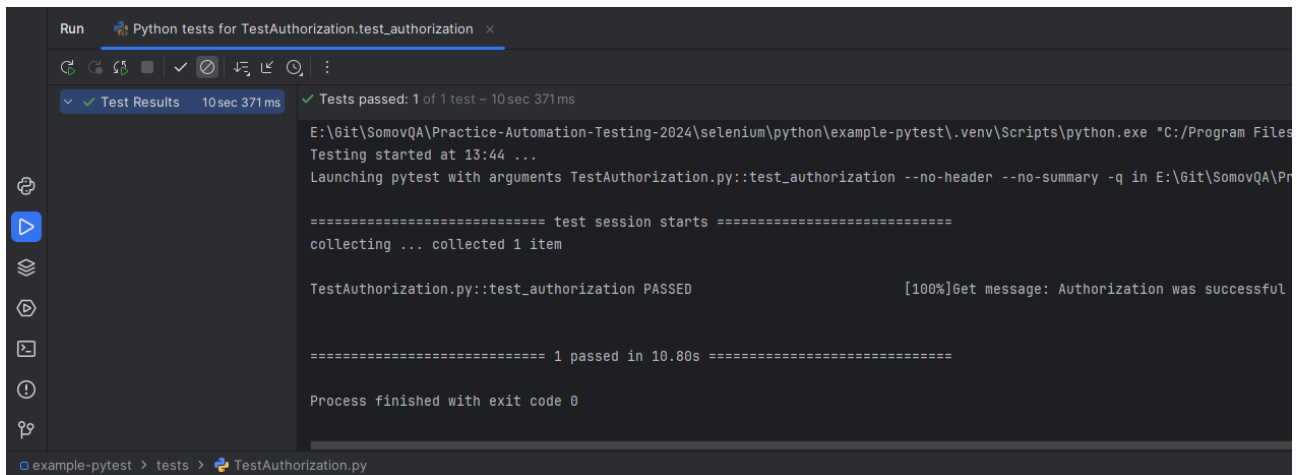 Run Python tests for TestAuthorization.test_authorization ×
Test Results 10 sec 371 ms
Tests passed: 1 of 1 test – 10 sec 371 ms
E:\Git\SomovQA\Practice-Automation-Testing-2024\selenium\python\example-pytest\.venv\Scripts\python.exe "C:/Program Files
Testing started at 13:44 ...
Launching pytest with arguments TestAuthorization.py::test_authorization --no-header --no-summary -q in E:\Git\SomovQA\Pr
============================= test session starts =============================
collecting ... collected 1 item
TestAuthorization.py::test_authorization PASSED [100%]Get message: Authorization was successful
============================= 1 passed in 10.80s ==============================
Process finished with exit code 0
example-pytest > tests > TestAuthorization.py